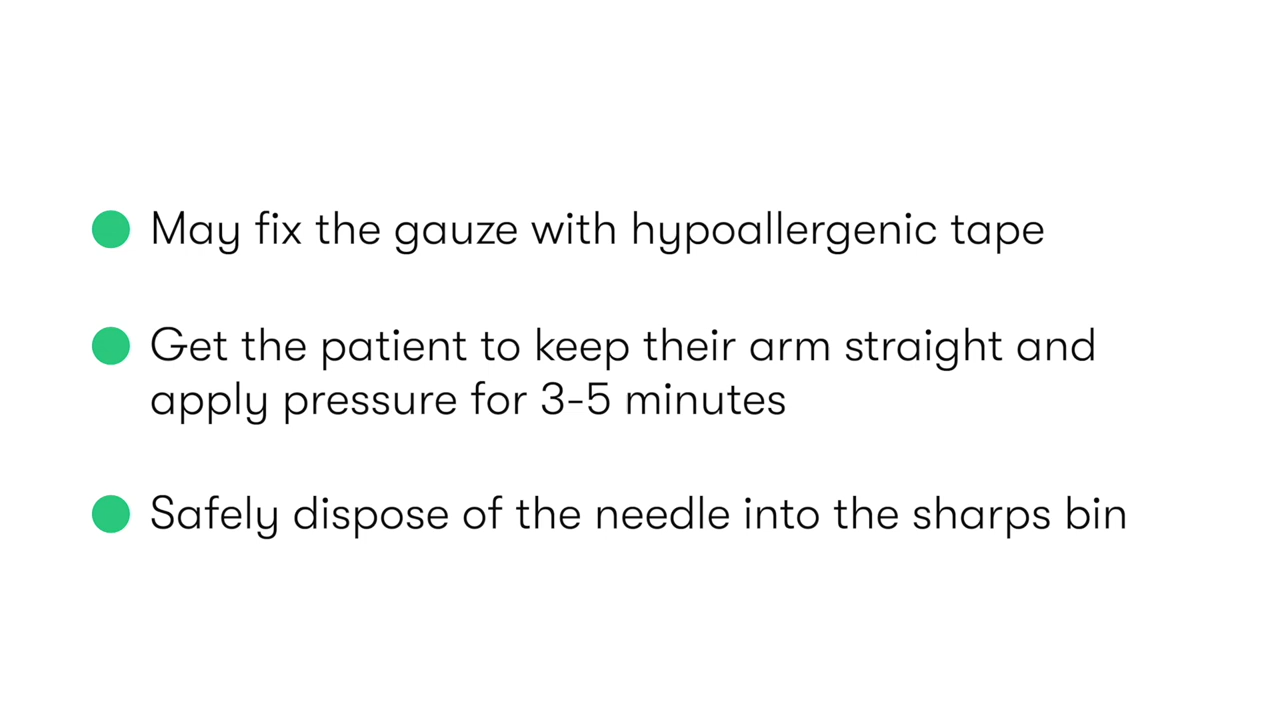 May fix the gauze with hypoallergenic tape
Get the patient to keep their arm straight and
apply pressure for 3-5 minutes
Safely dispose of the needle into the sharps bin